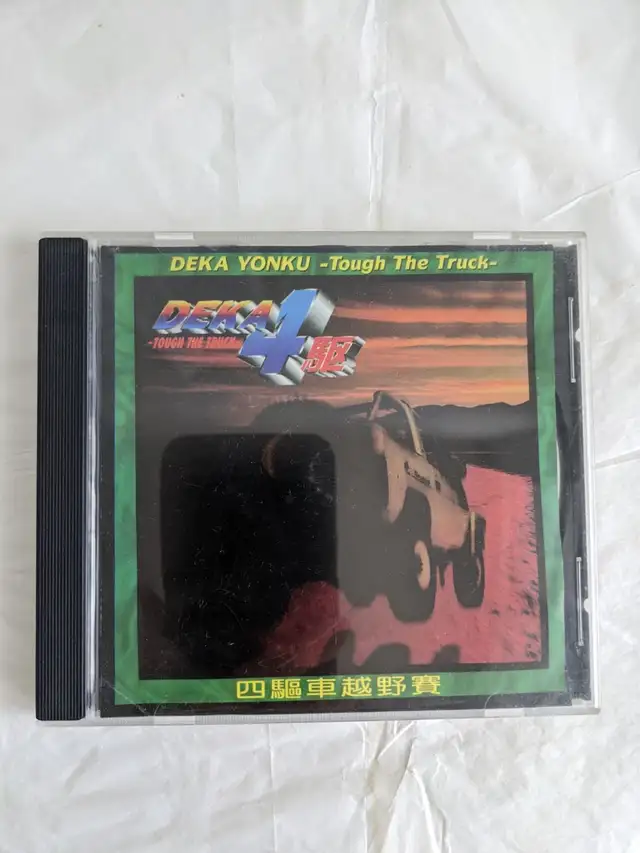 DEKA YONKU -Tough The Truck-
DEKA 4駆
-TOUGH THE TRUCK-
四驅車越野賽